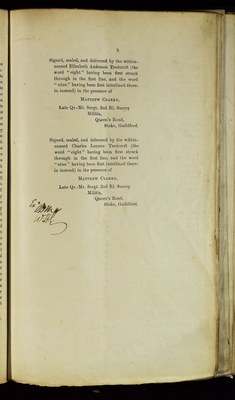 3
Signed, sealed, and delivered by the within-
named Elizabeth Anderson Tredcroft (the
word "eight" having been first struck
through in the first line, and the word
"nine" having been first interlined there-
in instead) in the presence of
MATTHEW CLARKE,
Late Qr.-Mr. Sergt. 2nd Rl. Surrey
Militia,
Queen's Road,
Stoke, Guildford.
Signed, sealed, and delivered by the within-
named Charles Lennox Tredcroft (the
word "eight" having been first struck
through in the first line, and the word
"nine" having been first interlined there-
in instead) in the presence of
MATTHEW CLARKE,
Late Qr.-Mr. Sergt. 2nd Rl. Surrey
Militia,
Queen's Road,
Stoke, Guildford.